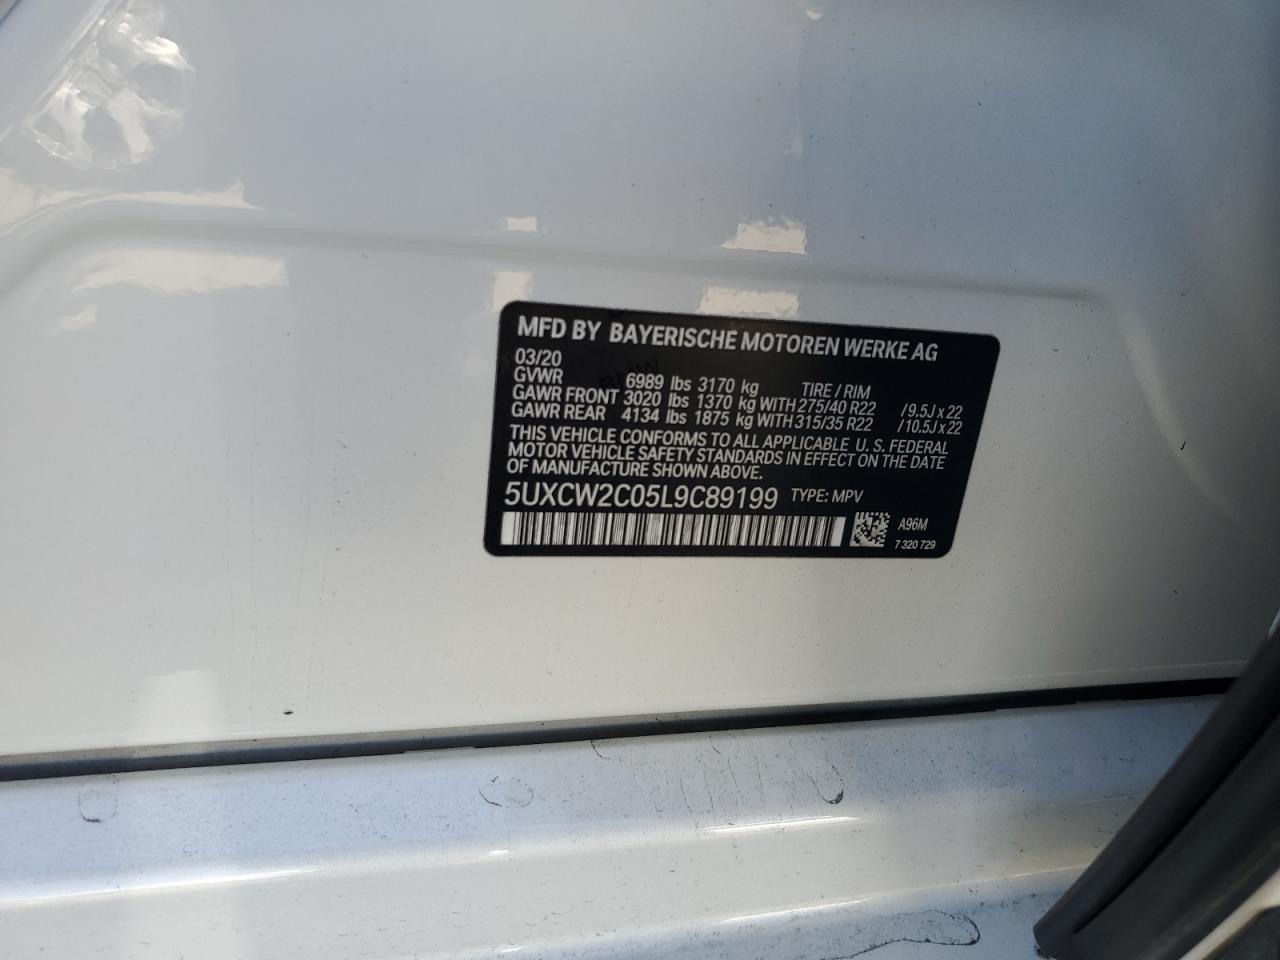 MFD BY BAYERISCHE MOTOREN WERKE AG
03/20
GVWR 6989 lbs 3170 kg TIRE / RIM
GAWR FRONT 3020 lbs 1370 kg WITH 275/40 R22 /9.5J x 22
GAWR REAR 4134 lbs 1875 kg WITH 315/35 R22 /10.5J x 22
THIS VEHICLE CONFORMS TO ALL APPLICABLE U. S. FEDERAL
MOTOR VEHICLE SAFETY STANDARDS IN EFFECT ON THE DATE
OF MANUFACTURE SHOWN ABOVE.
5UXCW2C05L9C89199 TYPE: MPV
A96M
7 320 729